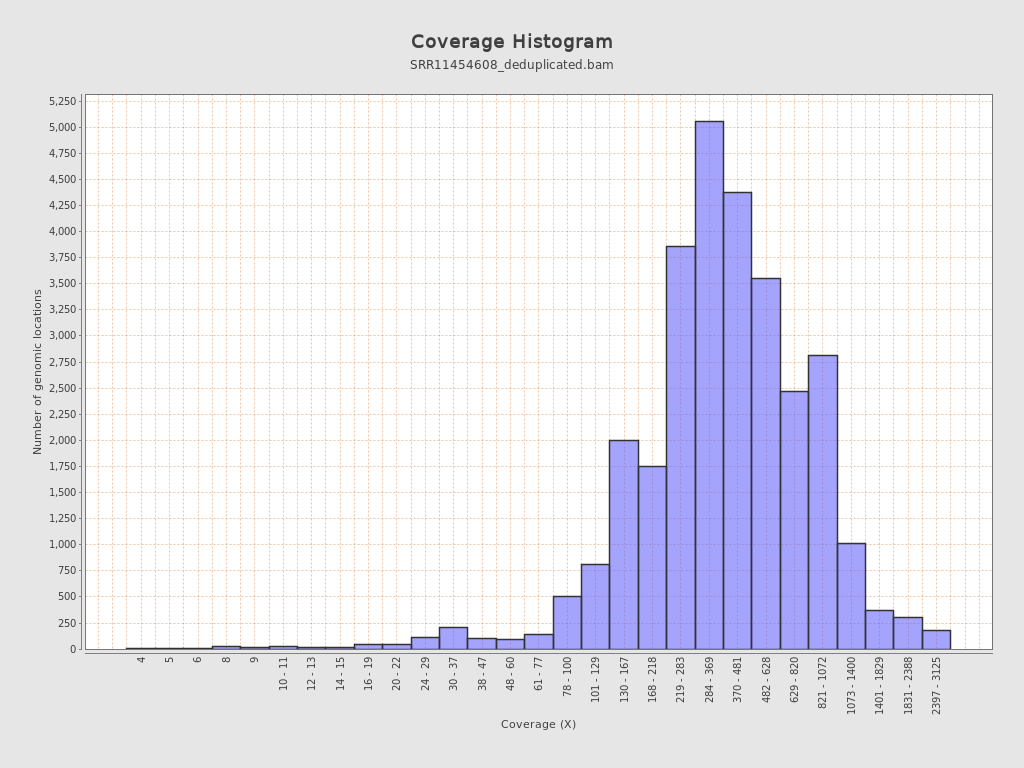 Coverage Histogram
SRR11454608_deduplicated.bam
5,250
5,000
4,750
4,500
4,250
4,000
3,750
3,500
3,250
3,000
2,750
2,500
2,250
2,000
1,750
1,500
1,250
1,000
750
500
250
0
Number of genomic locations
4
5
6
8
9
10 - 11
12 - 13
14 - 15
16 - 19
20 - 22
24 - 29
30 - 37
38 - 47
48 - 60
61 - 77
78 - 100
101 - 129
130 - 167
168 - 218
219 - 283
284 - 369
370 - 481
482 - 628
629 - 820
821 - 1072
1073 - 1400
1401 - 1829
1831 - 2388
2397 - 3125
Coverage (X)